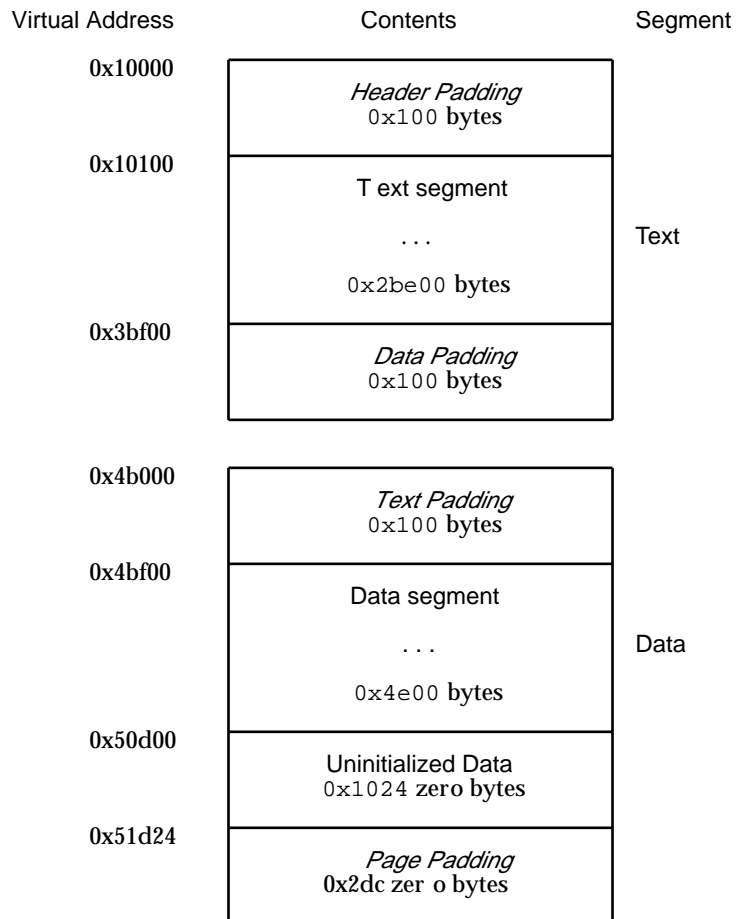 Virtual Address Contents Segment
0x10000
Header Padding
0x100 bytes
0x10100
T ext segment
...
Text
0x2be00 bytes
0x3bf00
Data Padding
0x100 bytes
0x4b000
Text Padding
0x100 bytes
0x4bf00
Data segment
...
Data
0x4e00 bytes
0x50d00
Uninitialized Data
0x1024 zero bytes
0x51d24
Page Padding
0x2dc zer o bytes